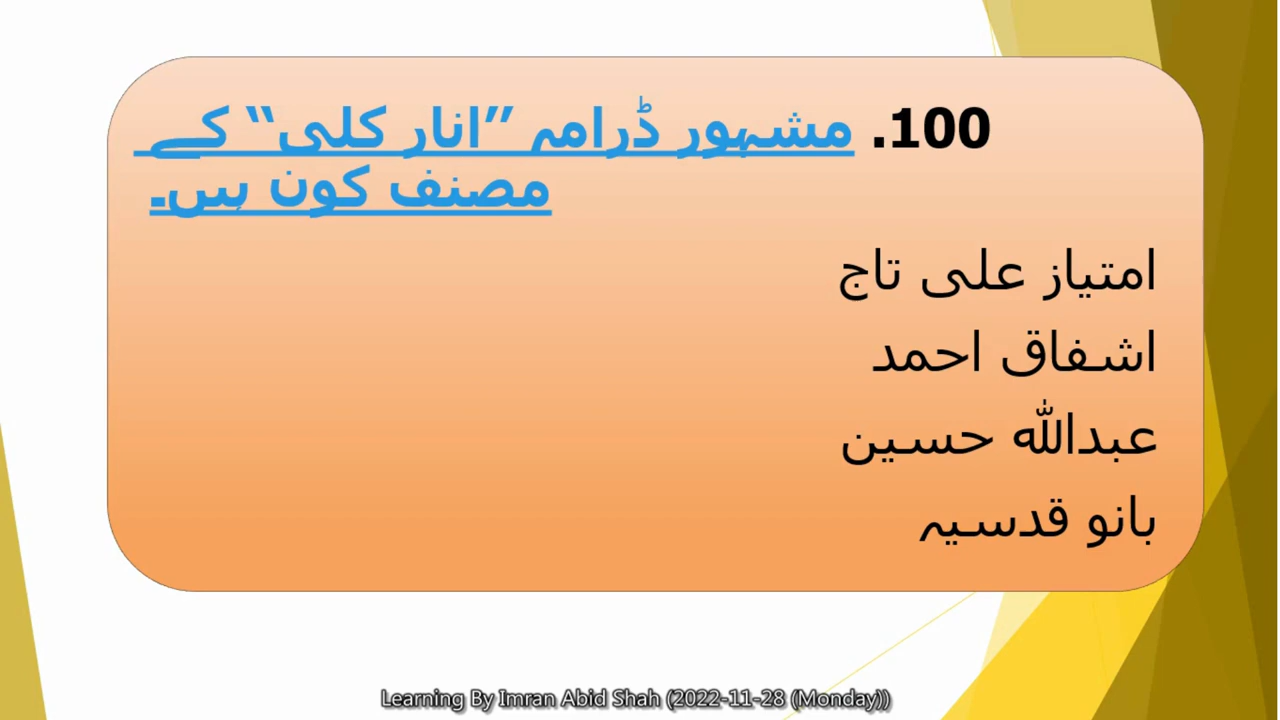 100. مشہور ڈرامہ ”انار کلی“ کے
مصنف کون ہیں۔
امتیاز علی تاج
اشفاق احمد
عبداللہ حسین
بانو قدسیہ
Learning By Imran Abid Shah (2022-11-28 (Monday))